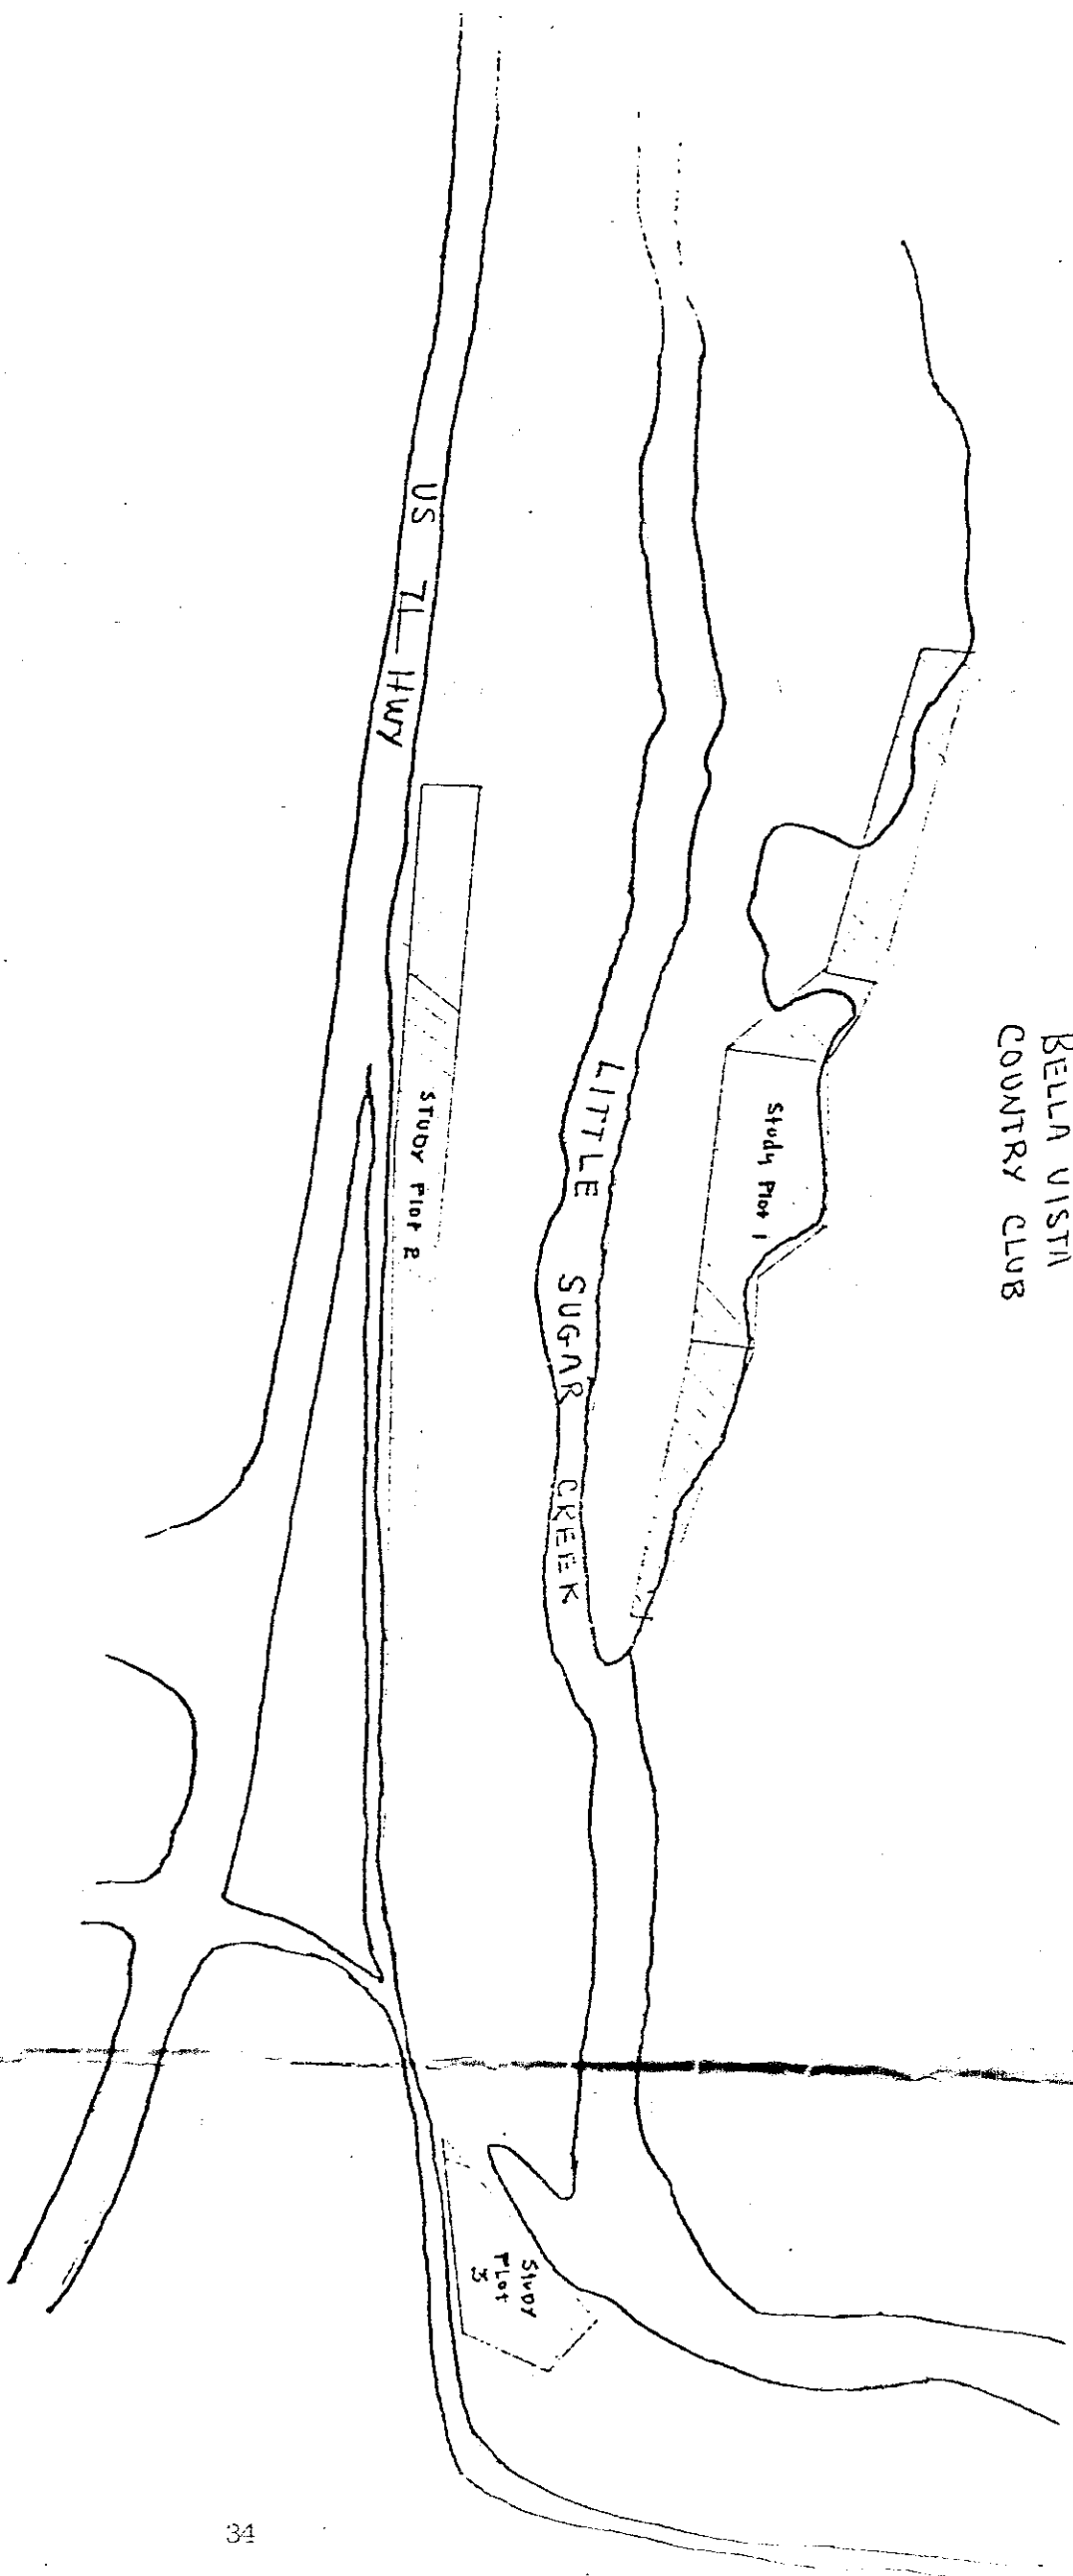 BELLA VISTA
COUNTRY CLUB
Study Plot 1
LITTLE SUGAR CREEK
STUDY Plot 2
US 71 HWY
STUDY
PLOt
3
34